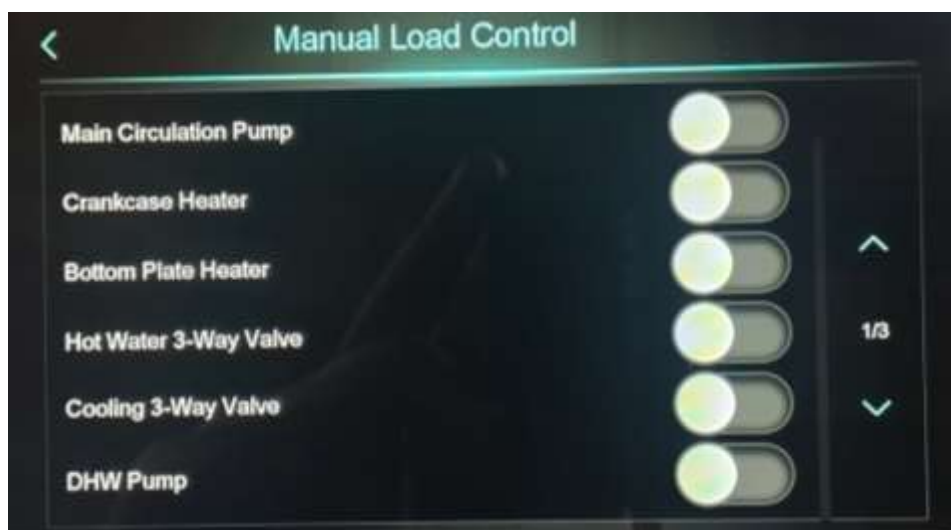 Manual Load Control
Main Circulation Pump
Crankcase Heater
Bottom Plate Heater
Hot Water 3-Way Valve
1/3
Cooling 3-Way Valve
DHW Pump